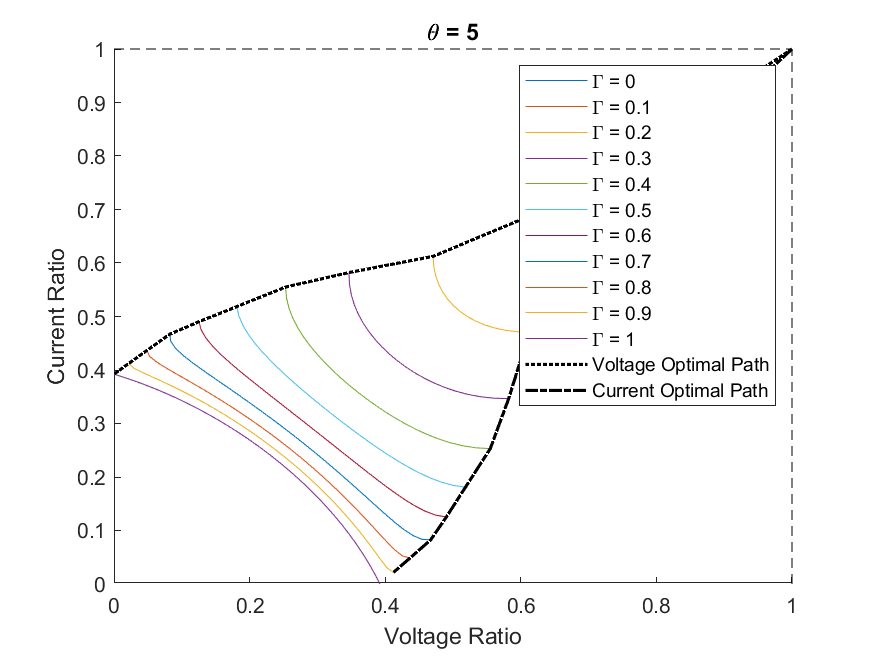 θ = 5
1
0.9
0.8
0.7
0.6
0.5
0.4
0.3
0.2
0.1
0
Current Ratio
Γ = 0
Γ = 0.1
Γ = 0.2
Γ = 0.3
Γ = 0.4
Γ = 0.5
Γ = 0.6
Γ = 0.7
Γ = 0.8
Γ = 0.9
Γ = 1
Voltage Optimal Path
Current Optimal Path
0 0.2 0.4 0.6 0.8 1
Voltage Ratio